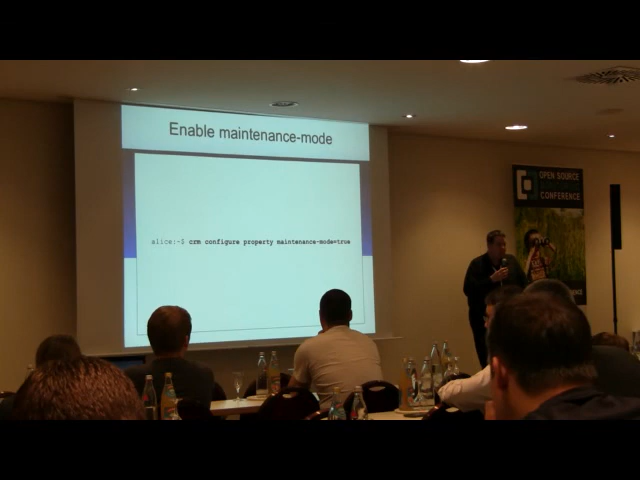 Enable maintenance-mode
alice:~$ crm configure property maintenance-mode=true
OPEN SOURCE
CONFERENCE